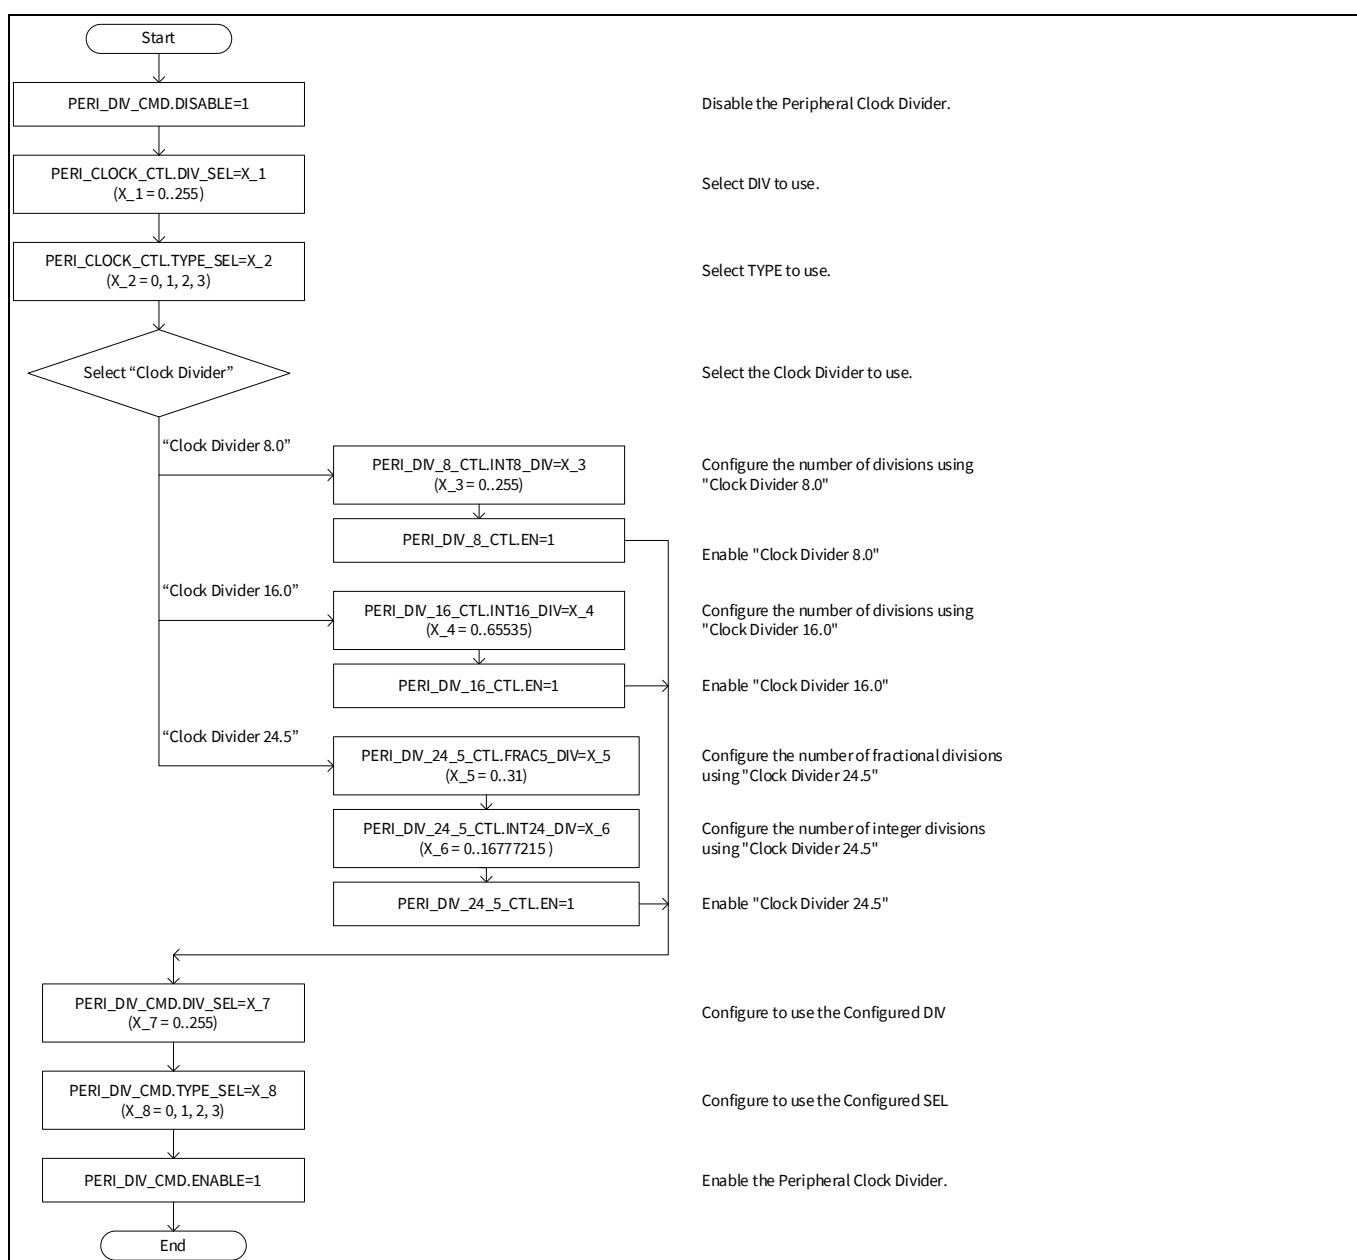 Start
PERI_DIV_CMD.DISABLE=1
Disable the Peripheral Clock Divider.
PERI_CLOCK_CTL.DIV_SEL=X_1
(X_1 = 0..255)
Select DIV to use.
PERI_CLOCK_CTL.TYPE_SEL=X_2
(X_2 = 0, 1, 2, 3)
Select TYPE to use.
Select “Clock Divider”
Select the Clock Divider to use.
“Clock Divider 8.0”
PERI_DIV_8_CTL.INT8_DIV=X_3
(X_3 = 0..255)
Configure the number of divisions using
"Clock Divider 8.0"
PERI_DIV_8_CTL.EN=1
Enable "Clock Divider 8.0"
“Clock Divider 16.0”
PERI_DIV_16_CTL.INT16_DIV=X_4
(X_4 = 0..65535)
Configure the number of divisions using
"Clock Divider 16.0"
PERI_DIV_16_CTL.EN=1
Enable "Clock Divider 16.0"
“Clock Divider 24.5”
PERI_DIV_24_5_CTL.FRAC5_DIV=X_5
(X_5 = 0..31)
Configure the number of fractional divisions
using "Clock Divider 24.5"
PERI_DIV_24_5_CTL.INT24_DIV=X_6
(X_6 = 0..16777215 )
Configure the number of integer divisions
using "Clock Divider 24.5"
PERI_DIV_24_5_CTL.EN=1
Enable "Clock Divider 24.5"
PERI_DIV_CMD.DIV_SEL=X_7
(X_7 = 0..255)
Configure to use the Configured DIV
PERI_DIV_CMD.TYPE_SEL=X_8
(X_8 = 0, 1, 2, 3)
Configure to use the Configured SEL
PERI_DIV_CMD.ENABLE=1
Enable the Peripheral Clock Divider.
End